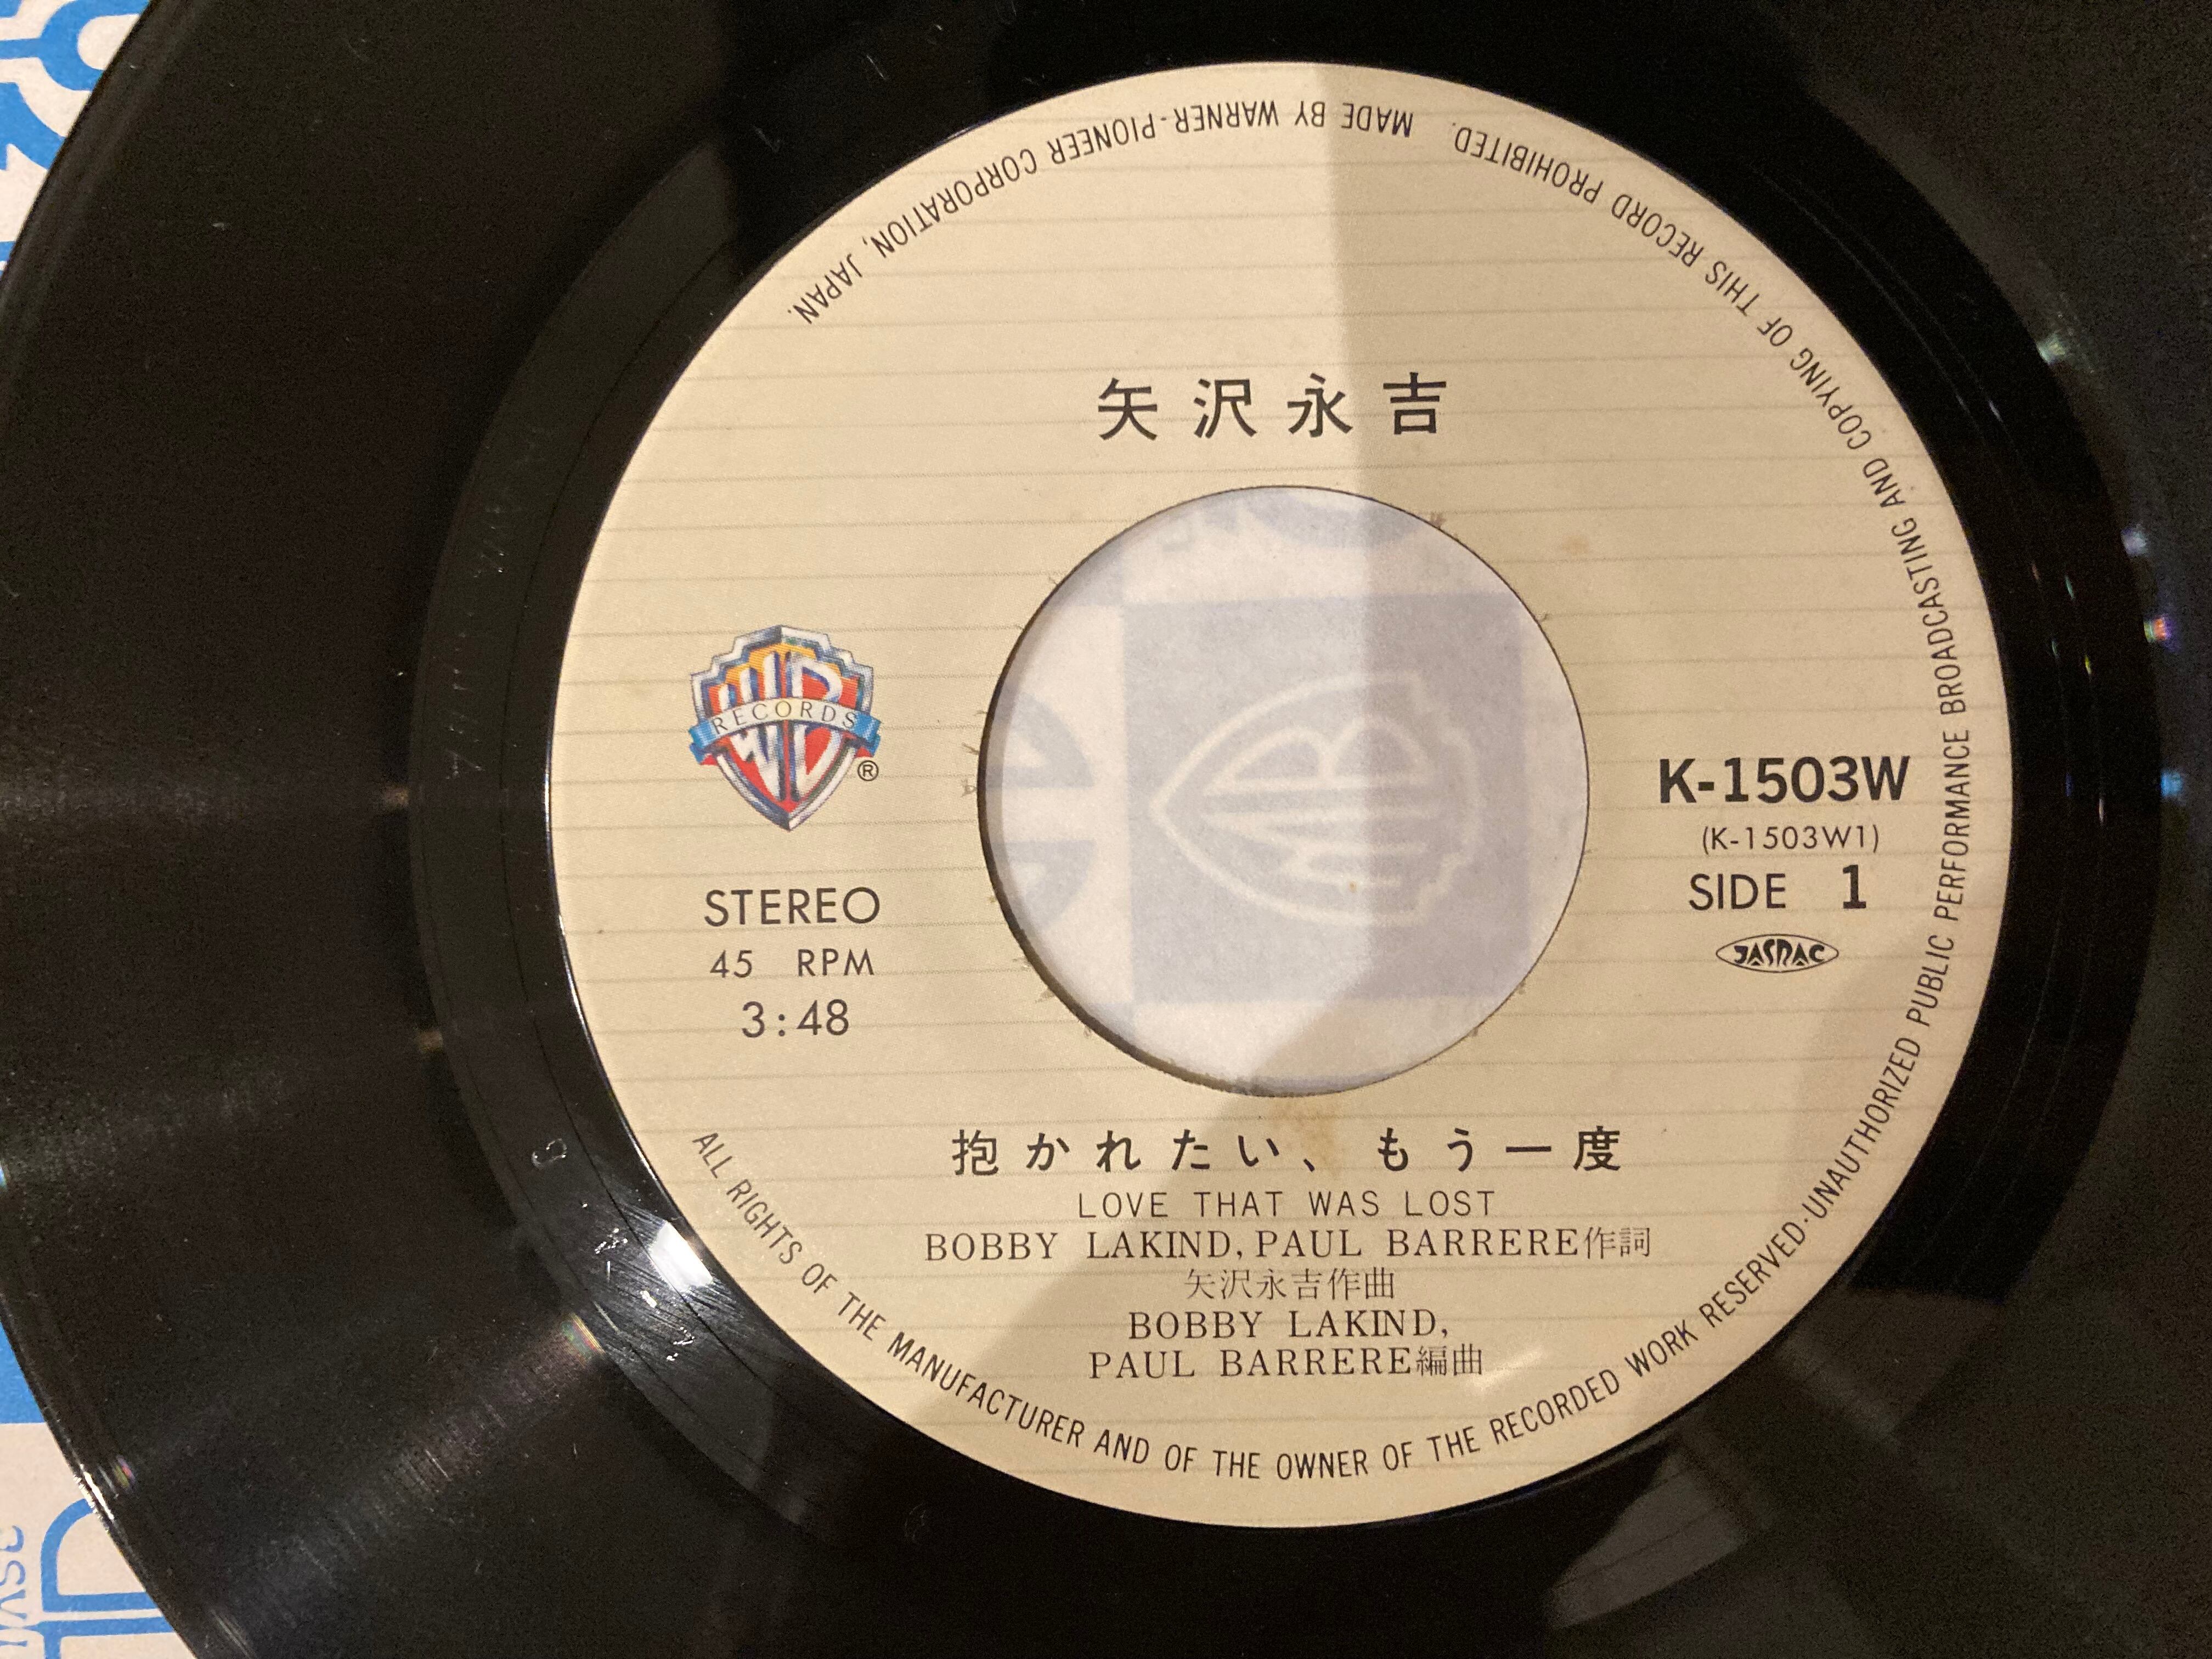 矢沢永吉
WB
RECORDS
®
STEREO
45 RPM
3:48
K-1503W
(K-1503W1)
SIDE 1
JASRAC
抱かれたい、もう一度
LOVE THAT WAS LOST
BOBBY LAKIND, PAUL BARRERE作詞
矢沢永吉作曲
BOBBY LAKIND,
PAUL BARRERE編曲
ALL RIGHTS OF THE MANUFACTURER AND OF THE OWNER OF THE RECORDED WORK RESERVED·UNAUTHORIZED PUBLIC PERFORMANCE BROADCASTING AND COPYING OF THIS RECORD PROHIBITED. MADE BY WARNER-PIONEER CORPORATION, JAPAN.